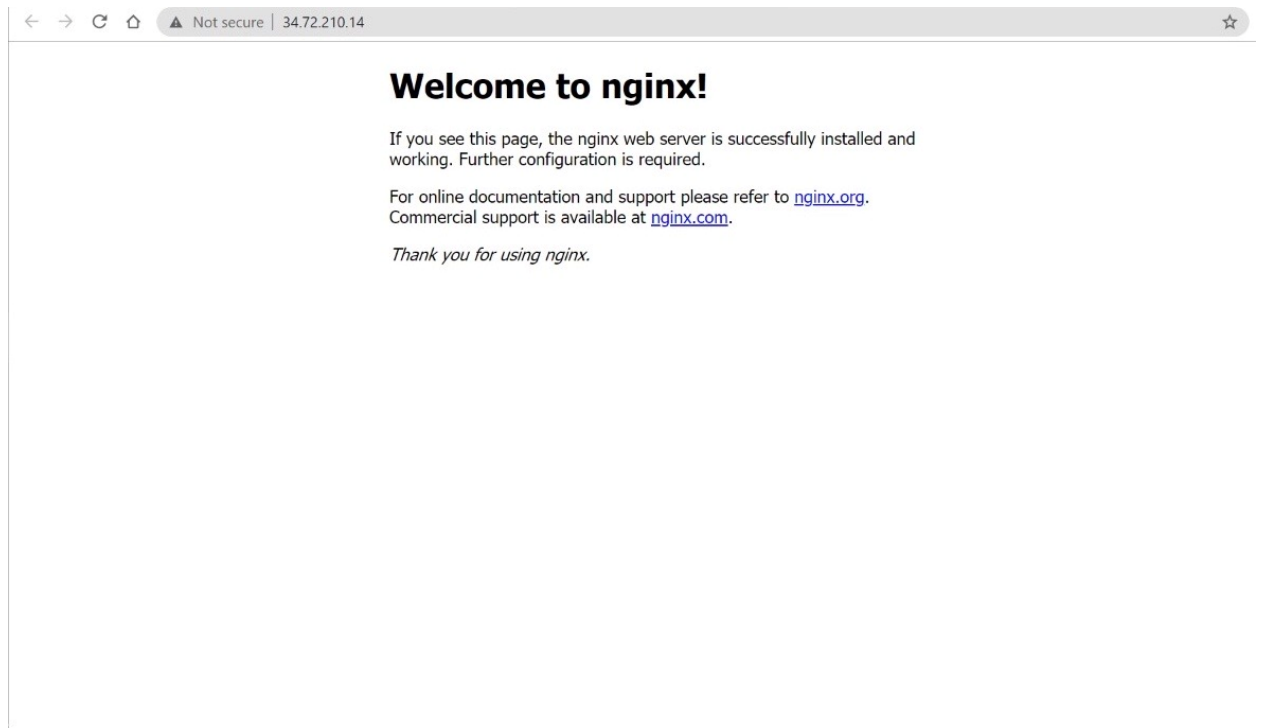 Not secure | 34.72.210.14
Welcome to nginx!
If you see this page, the nginx web server is successfully installed and
working. Further configuration is required.
For online documentation and support please refer to nginx.org.
Commercial support is available at nginx.com.
Thank you for using nginx.